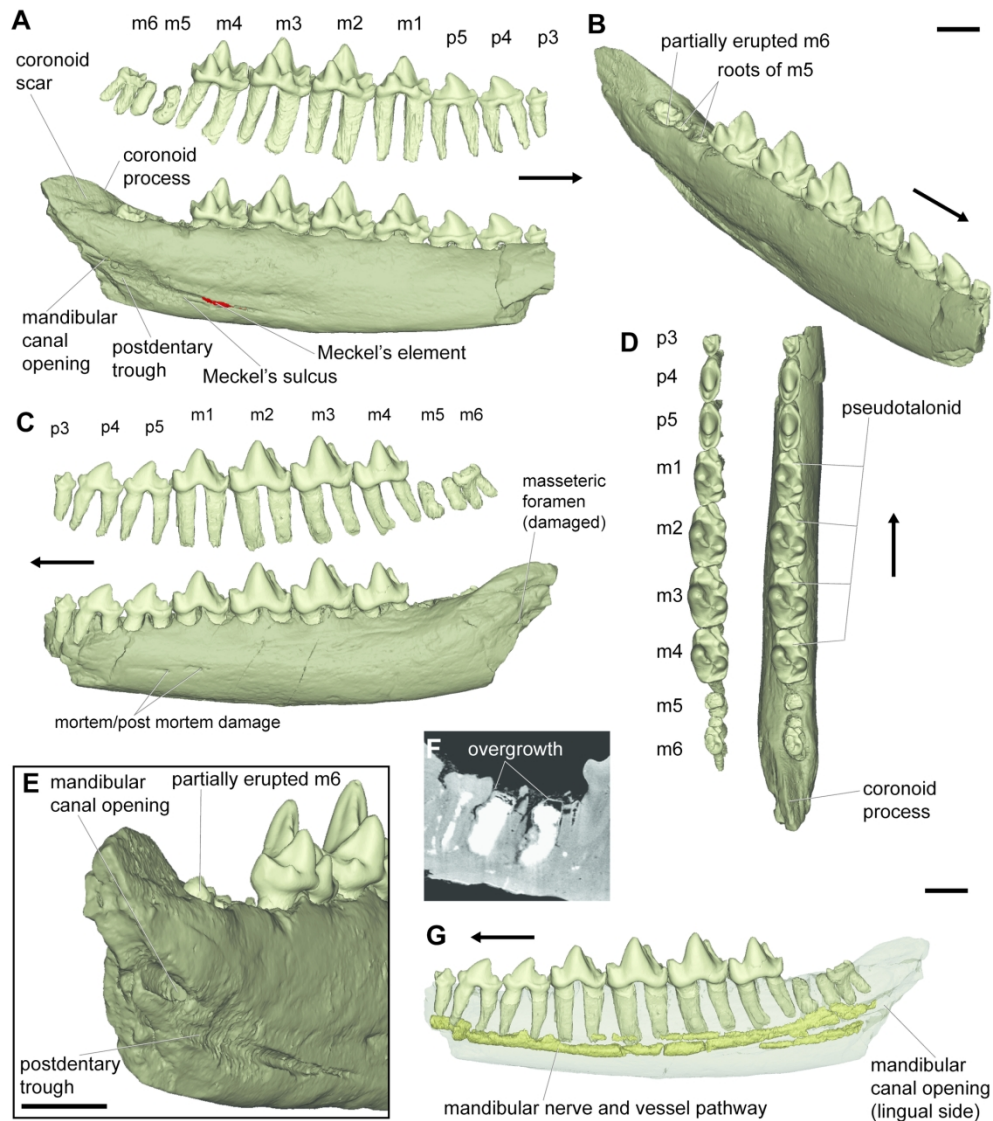 A
m6 m5 m4 m3 m2 m1 p5 p4 p3
coronoid
scar
coronoid
process
mandibular
canal
opening
postdentary
trough
Meckel's sulcus
Meckel's element
B
partially erupted m6
roots of m5
C
p3 p4 p5 m1 m2 m3 m4 m5 m6
masseteric
foramen
(damaged)
mortem/post mortem damage
D
p3
p4
p5
m1
m2
m3
m4
m5
m6
pseudotalonid
coronoid
process
E
mandibular
canal opening
partially erupted m6
postdentary
trough
F
overgrowth
G
mandibular nerve and vessel pathway
mandibular
canal opening
(lingual side)